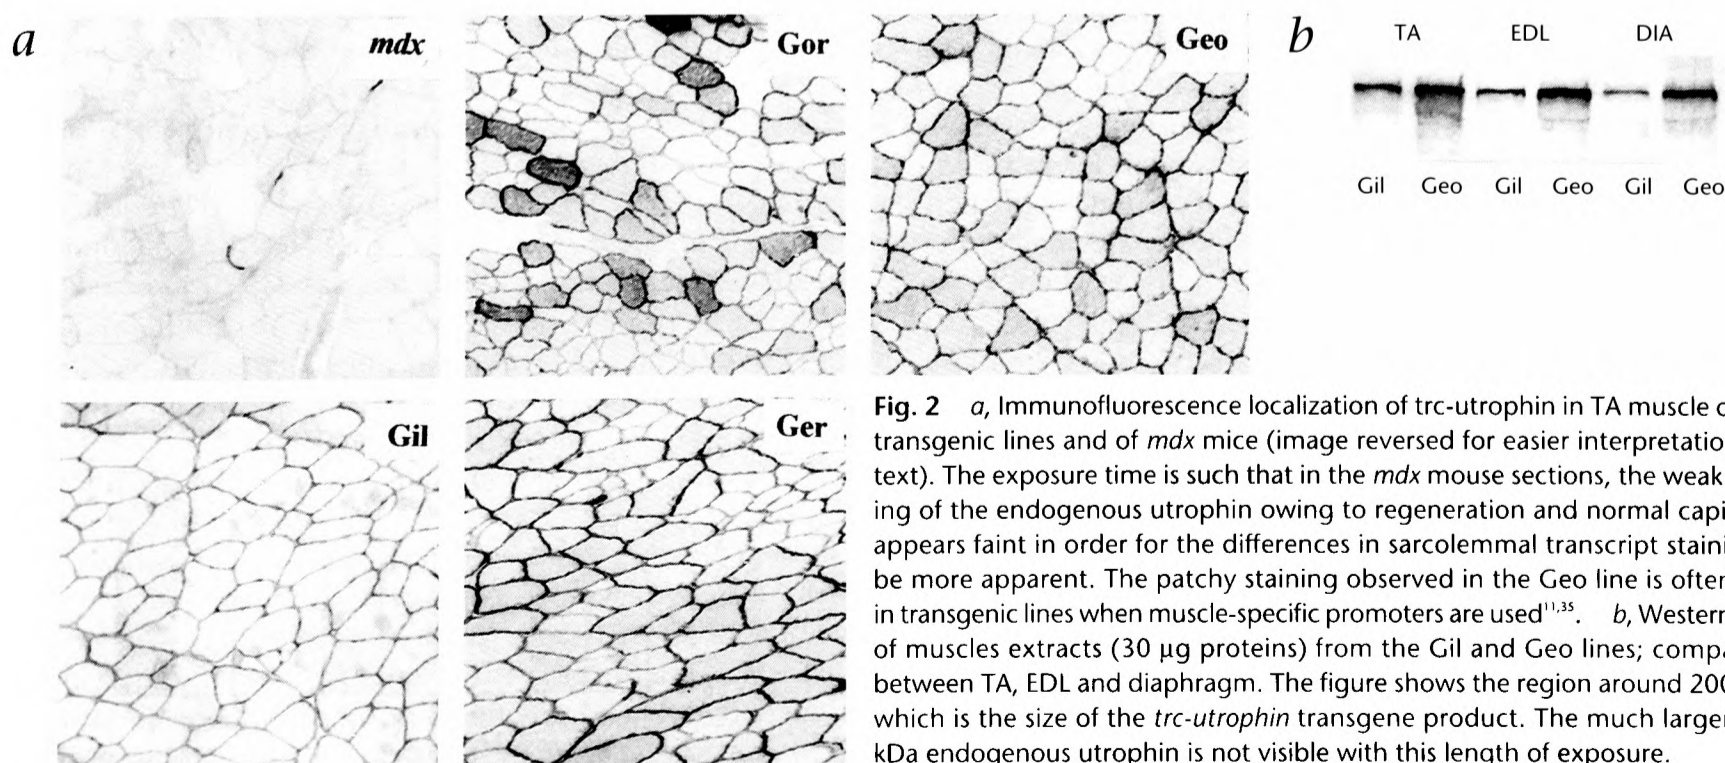 a
mdx
Gor
Geo
b
TA EDL DIA
Gil Geo Gil Geo Gil Geo
Gil
Ger
Fig. 2 a, Immunofluorescence localization of trc-utrophin in TA muscle
transgenic lines and of mdx mice (image reversed for easier
text). The exposure time is such that in the mdx mouse sections, the weak
ing of the endogenous utrophin owing to regeneration and normal
appears faint in order for the differences in sarcolemmal transcript
be more apparent. The patchy staining observed in the Geo line is often
in transgenic lines when muscle-specific promoters are used11,35. b, Western
of muscles extracts (30 µg proteins) from the Gil and Geo lines;
between TA, EDL and diaphragm. The figure shows the region around
which is the size of the trc-utrophin transgene product. The much larger
kDa endogenous utrophin is not visible with this length of exposure.